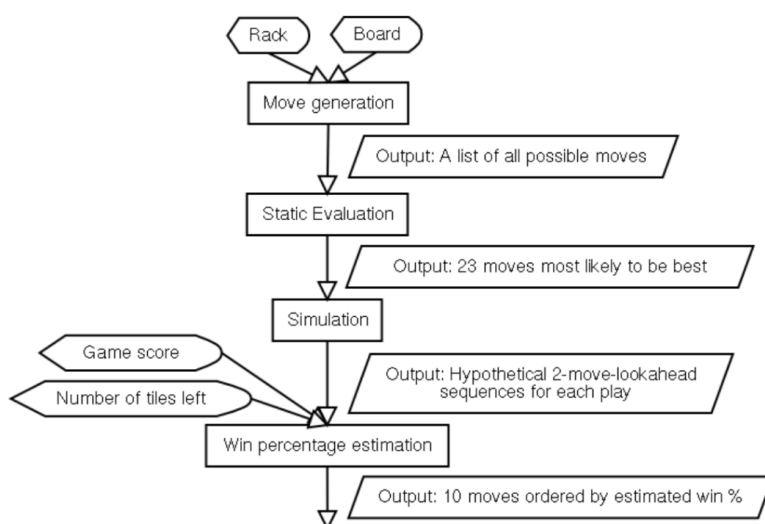 Rack
Board
Move generation
Output: A list of all possible moves
Static Evaluation
Output: 23 moves most likely to be best
Simulation
Game score
Output: Hypothetical 2-move-lookahead
sequences for each play
Number of tiles left
Win percentage estimation
Output: 10 moves ordered by estimated win %